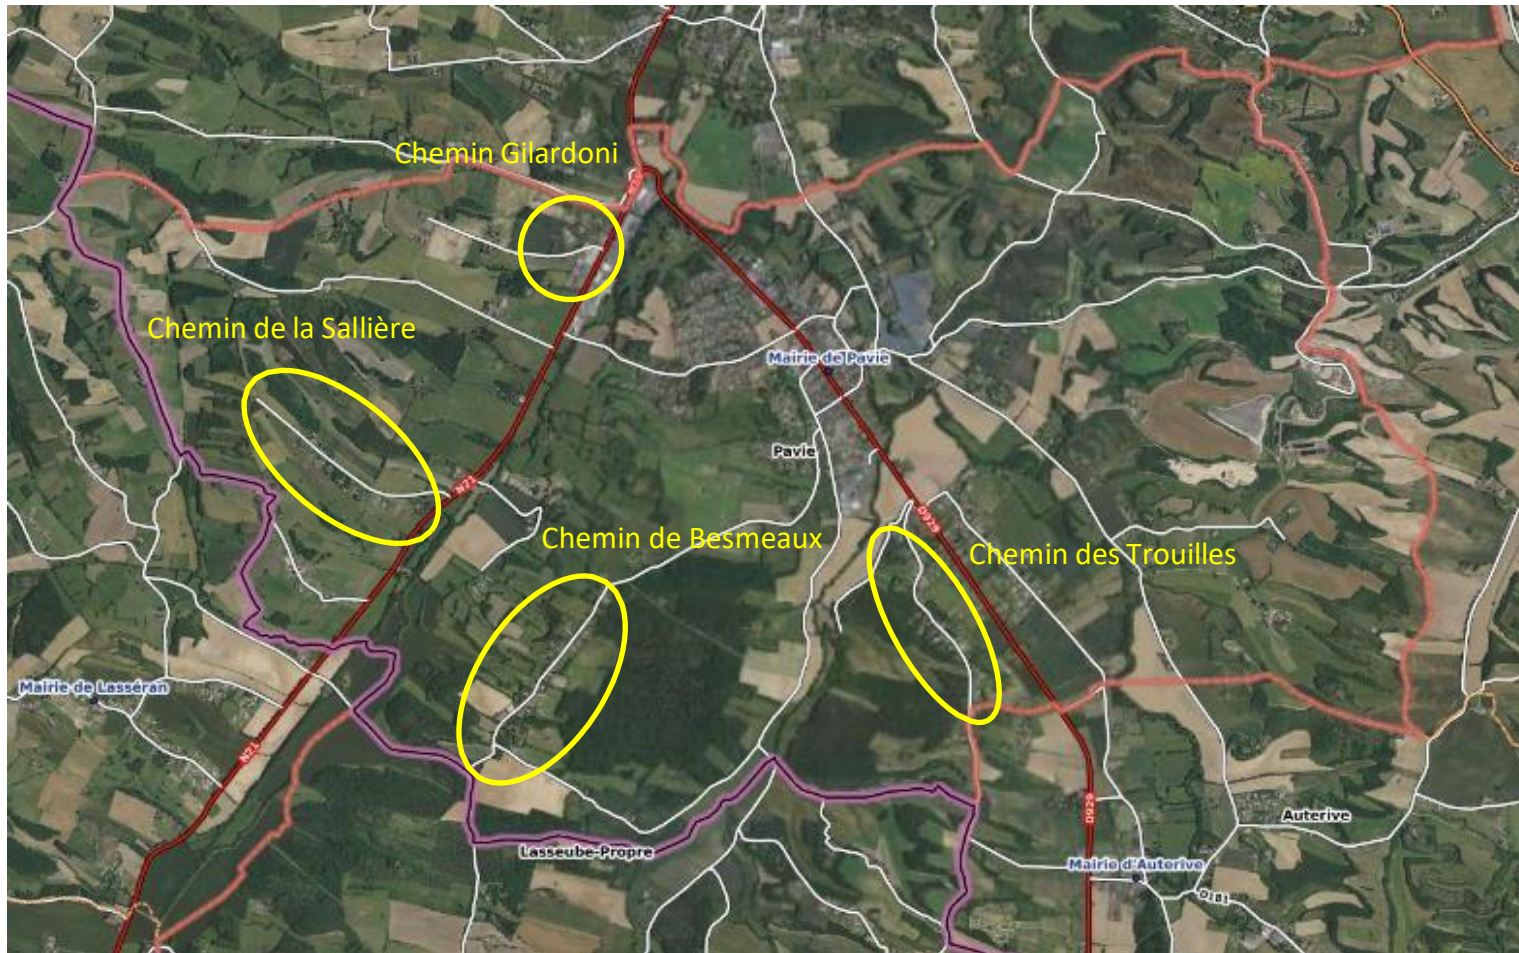 Chemin Gilardoni
N21
Chemin de la Sallière
Mairie de Pavie
Pavie
N21
D929
Chemin de Besmeaux
Chemin des Trouilles
Mairie de Lasséran
N21
D929
Auterive
Lasseube-Propre
Mairie d'Auterive
D181